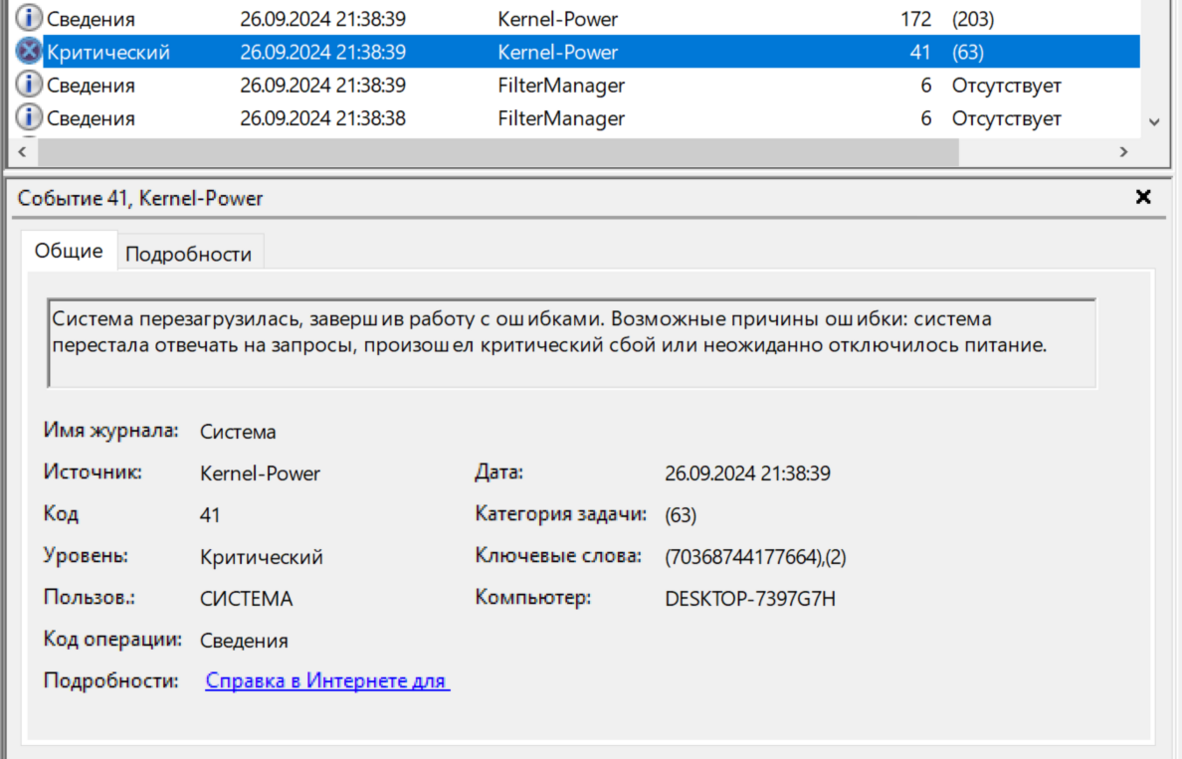 Сведения 26.09.2024 21:38:39 Kernel-Power 172 (203)
Критический 26.09.2024 21:38:39 Kernel-Power 41 (63)
Сведения 26.09.2024 21:38:39 FilterManager 6 Отсутствует
Сведения 26.09.2024 21:38:38 FilterManager 6 Отсутствует
Событие 41, Kernel-Power
Общие Подробности
Система перезагрузилась, завершив работу с ошибками. Возможные причины ошибки: система
перестала отвечать на запросы, произошел критический сбой или неожиданно отключилось питание.
Имя журнала: Система
Источник: Kernel-Power Дата: 26.09.2024 21:38:39
Код 41 Категория задачи: (63)
Уровень: Критический Ключевые слова: (70368744177664),(2)
Пользов.: СИСТЕМА Компьютер: DESKTOP-7397G7H
Код операции: Сведения
Подробности: Справка в Интернете для